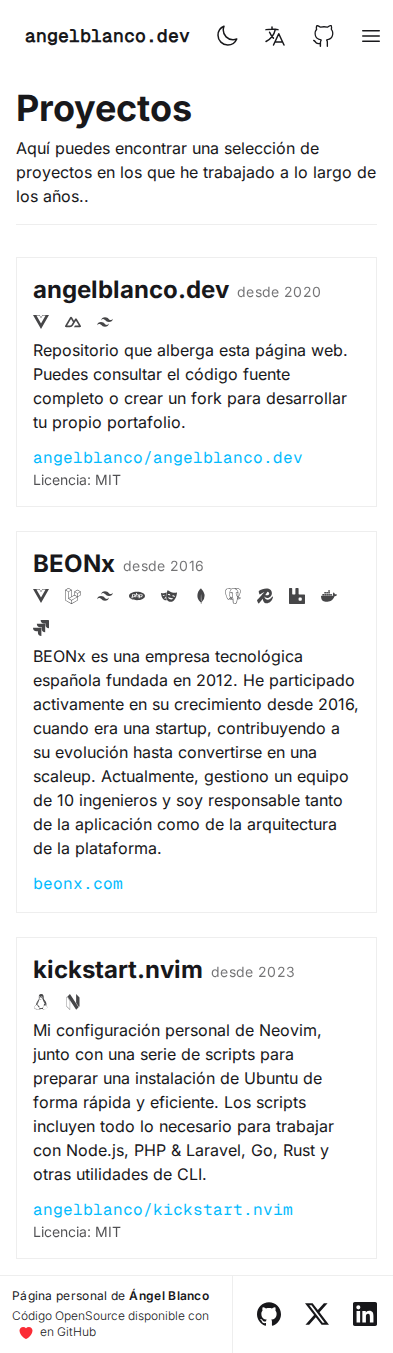 angelblanco.dev
Proyectos
Aquí puedes encontrar una selección de
proyectos en los que he trabajado a lo largo de
los años..
angelblanco.dev desde 2020
Repositorio que alberga esta página web.
Puedes consultar el código fuente
completo o crear un fork para desarrollar
tu propio portafolio.
angelblanco/angelblanco.dev
Licencia: MIT
BEONx desde 2016
php
BEONx es una empresa tecnológica
española fundada en 2012. He participado
activamente en su crecimiento desde 2016,
cuando era una startup, contribuyendo a
su evolución hasta convertirse en una
scaleup. Actualmente, gestiono un equipo
de 10 ingenieros y soy responsable tanto
de la aplicación como de la arquitectura
de la plataforma.
beonx.com
kickstart.nvim desde 2023
Mi configuración personal de Neovim,
junto con una serie de scripts para
preparar una instalación de Ubuntu de
forma rápida y eficiente. Los scripts
incluyen todo lo necesario para trabajar
con Node.js, PHP & Laravel, Go, Rust y
otras utilidades de CLI.
angelblanco/kickstart.nvim
Licencia: MIT
Página personal de Ángel Blanco
Código OpenSource disponible con
en GitHub